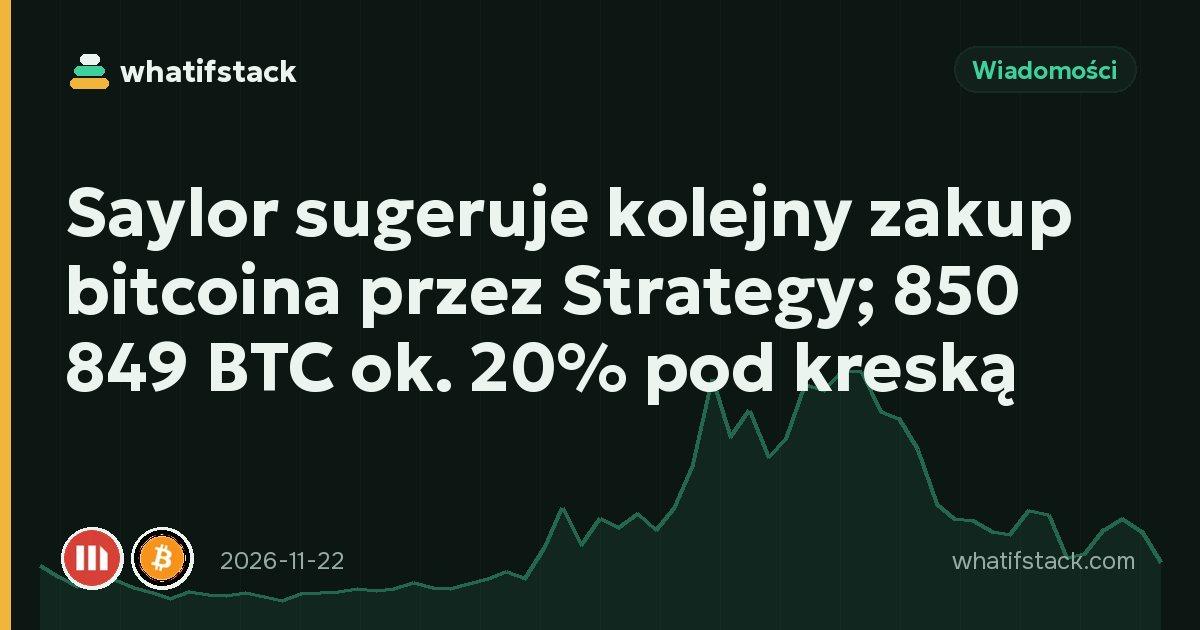 whatifstack
Wiadomości
Saylor sugeruje kolejny zakup
bitcoina przez Strategy; 850
849 BTC ok. 20% pod kreską
2026-11-22
whatifstack.com